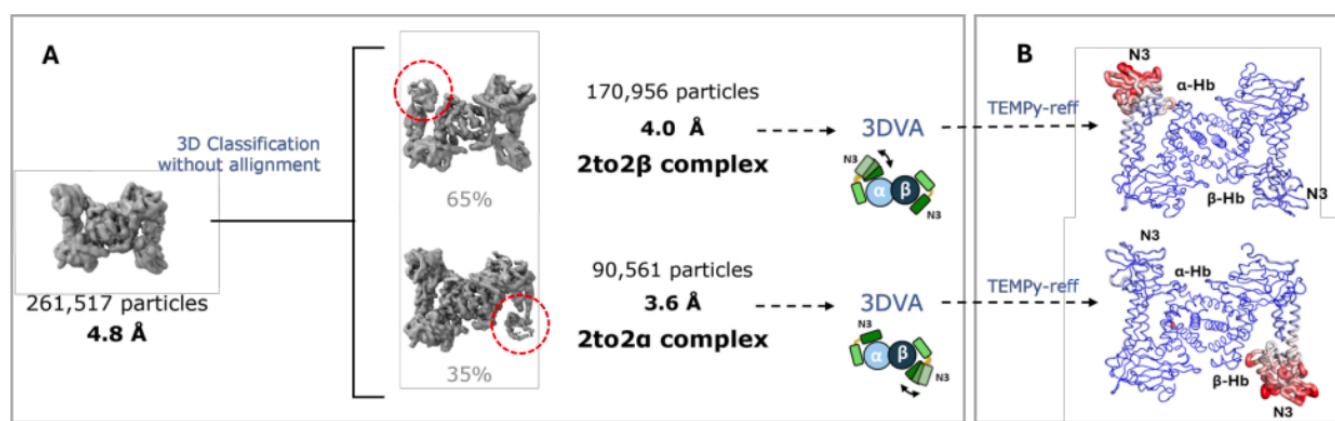 A
3D Classification
without allignment
261,517 particles
4.8 Å
65%
170,956 particles
4.0 Å
2to2β complex
3DVA
N3
α
β
N3
35%
90,561 particles
3.6 Å
2to2α complex
3DVA
N3
α
β
N3
B
TEMPy-reff
N3
α-Hb
β-Hb
N3
TEMPy-reff
N3
α-Hb
β-Hb
N3